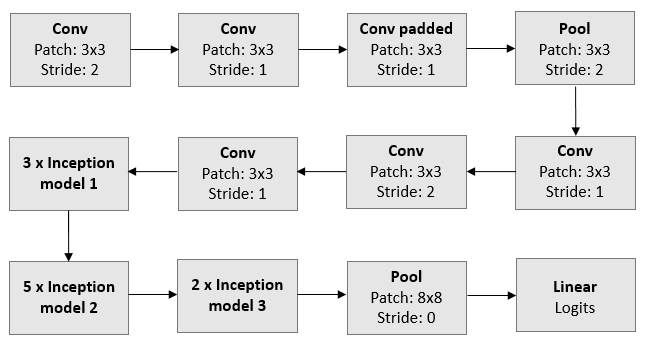 Conv
Patch: 3x3
Stride: 2
Conv
Patch: 3x3
Stride: 1
Conv padded
Patch: 3x3
Stride: 1
Pool
Patch: 3x3
Stride: 2
Conv
Patch: 3x3
Stride: 1
Conv
Patch: 3x3
Stride: 2
Conv
Patch: 3x3
Stride: 1
3 x Inception
model 1
5 x Inception
model 2
2 x Inception
model 3
Pool
Patch: 8x8
Stride: 0
Linear
Logits